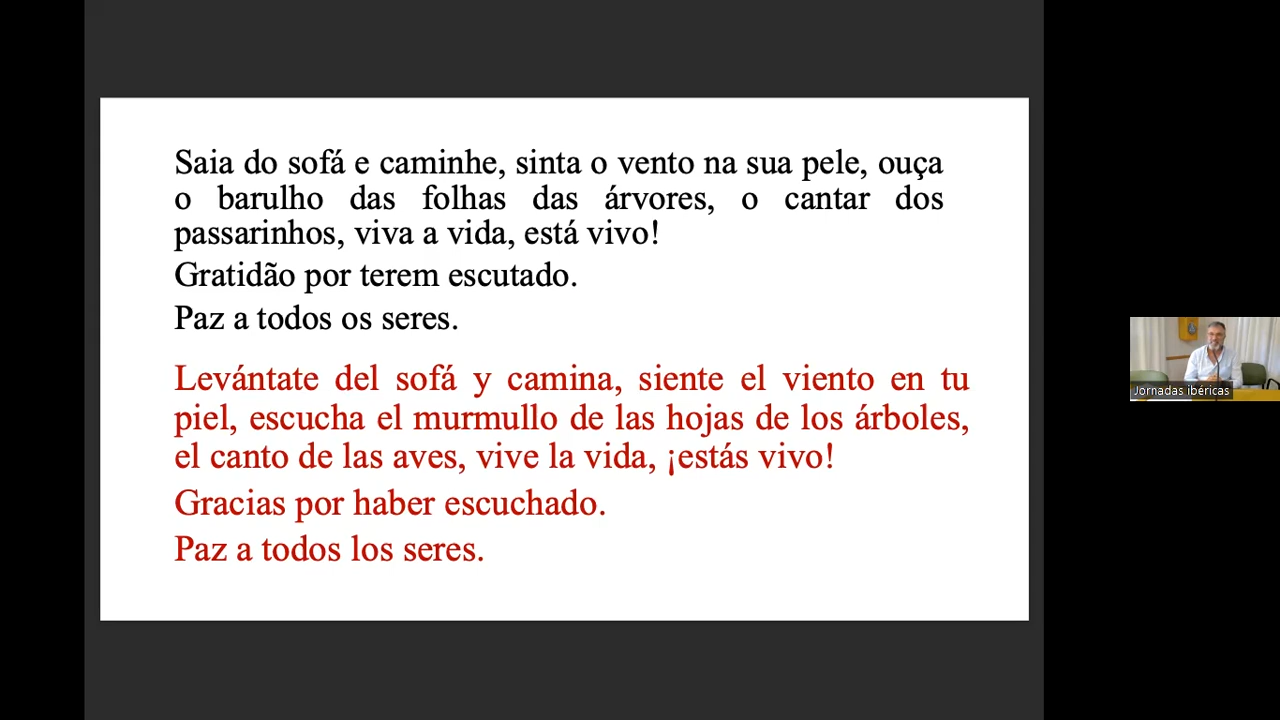 Saia do sofá e caminhe, sinta o vento na sua pele, ouça
o barulho das folhas das árvores, o cantar dos
passarinhos, viva a vida, está vivo!
Gratidão por terem escutado.
Paz a todos os seres.
Levántate del sofá y camina, siente el viento en tu
piel, escucha el murmullo de las hojas de los árboles,
el canto de las aves, vive la vida, ¡estás vivo!
Gracias por haber escuchado.
Paz a todos los seres.
Jornadas ibéricas